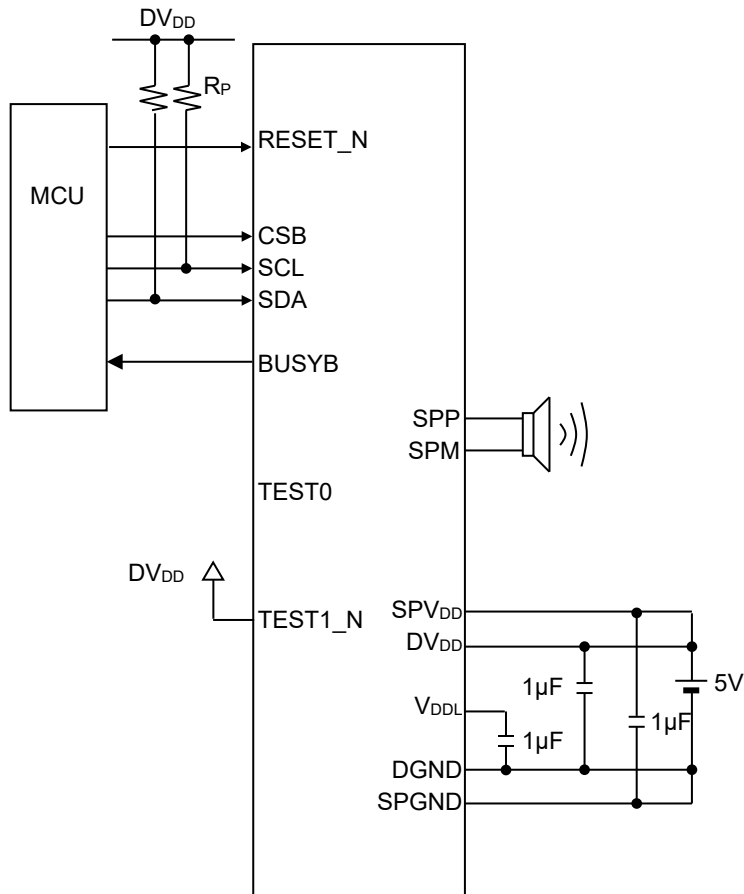 DVDD
RP
RESET_N
MCU
CSB
SCL
SDA
BUSYB
SPP
SPM
TEST0
DVDD
TEST1_N
SPVDD
DVDD
1µF
5V
VDDL
1µF
1µF
DGND
SPGND